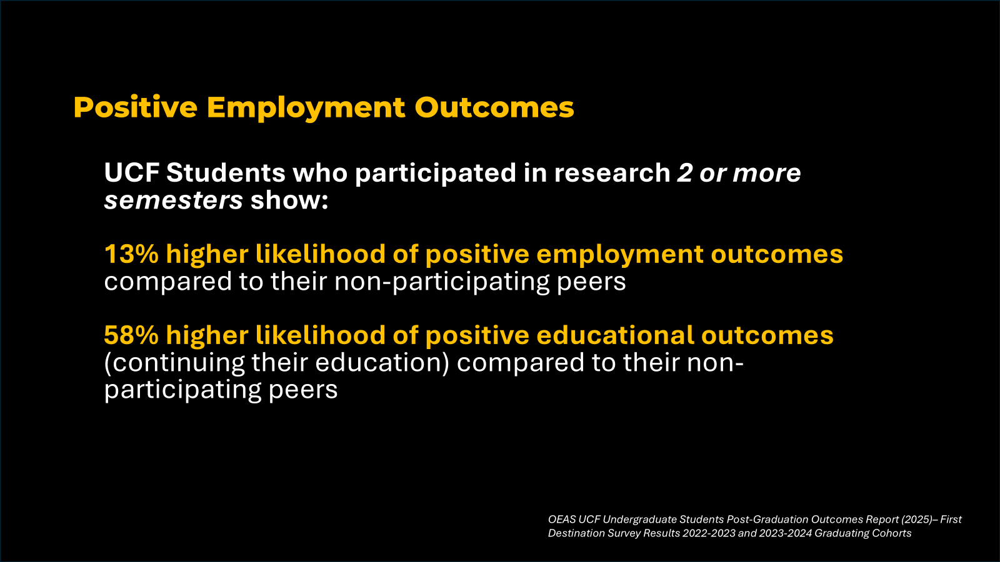 Positive Employment Outcomes
UCF Students who participated in research 2 or more
semesters show:
13% higher likelihood of positive employment outcomes
compared to their non-participating peers
58% higher likelihood of positive educational outcomes
(continuing their education) compared to their non-
participating peers
OEAS UCF Undergraduate Students Post-Graduation Outcomes Report (2025)– First
Destination Survey Results 2022-2023 and 2023-2024 Graduating Cohorts